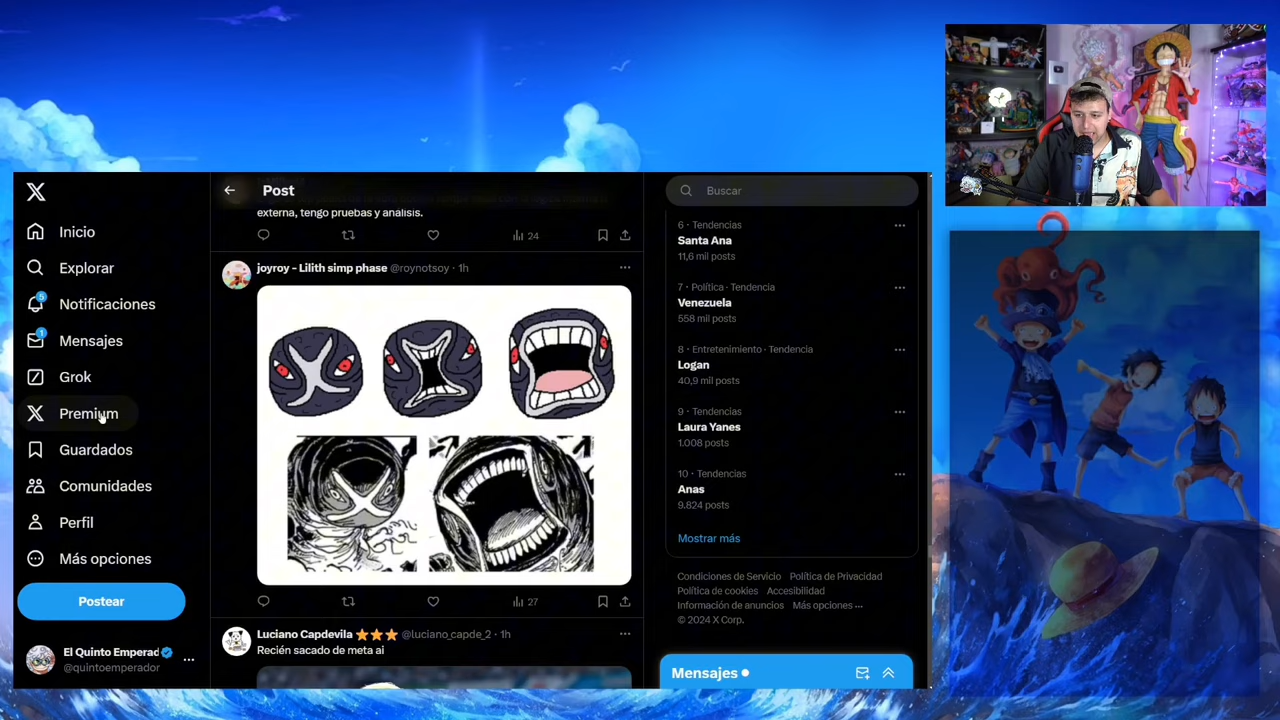 Inicio
Explorar
5
Notificaciones
1
Mensajes
Grok
Premium
Guardados
Comunidades
Perfil
Más opciones
Postear
El Quinto Emperad
@quintoemperador
Post
externa, tengo pruebas y análisis.
24
joyroy - Lilith simp phase @roynotsoy · 1h
27
Luciano Capdevila ⭐⭐⭐ @luciano_capde_2 · 1h
Recién sacado de meta ai
Buscar
6 · Tendencias
Santa Ana
11,6 mil posts
7 · Política · Tendencia
Venezuela
558 mil posts
8 · Entretenimiento · Tendencia
Logan
40,9 mil posts
9 · Tendencias
Laura Yanes
1.008 posts
10 · Tendencias
Anas
9.824 posts
Mostrar más
Condiciones de Servicio Política de Privacidad
Política de cookies Accesibilidad
Información de anuncios Más opciones ···
© 2024 X Corp.
Mensajes